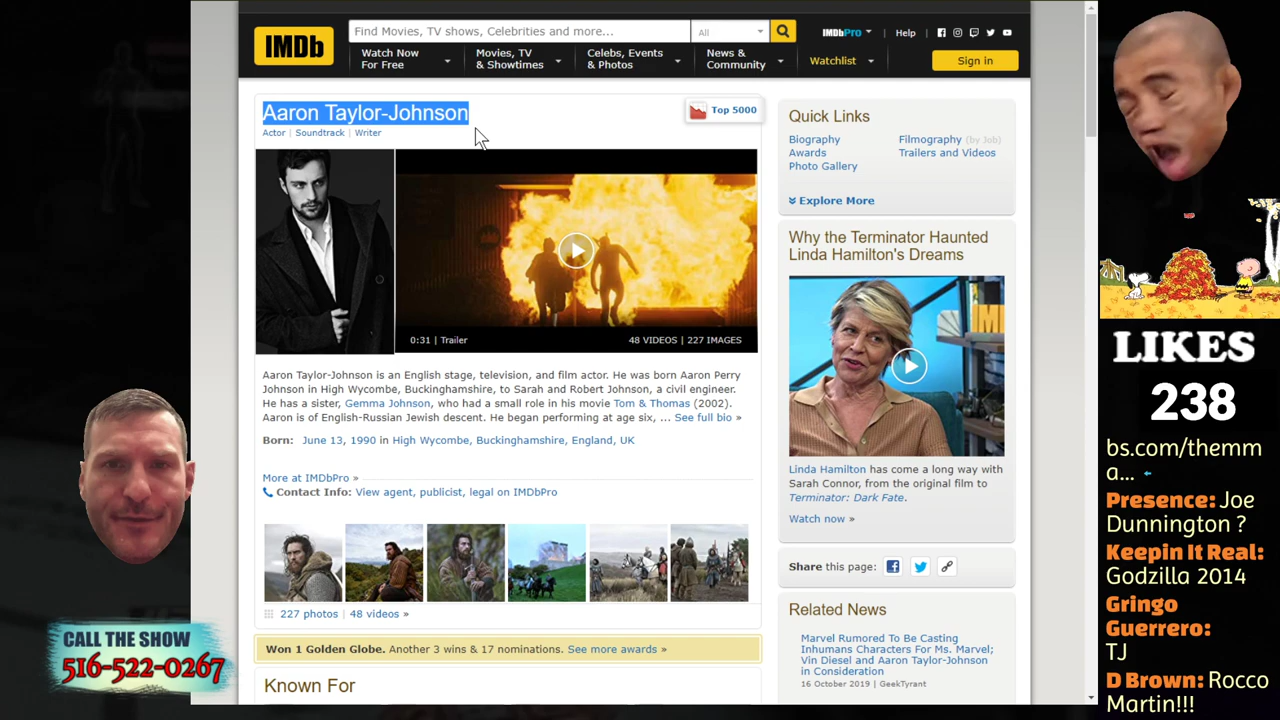 IMDb
Find Movies, TV shows, Celebrities and more...
All
IMDbPro
Help
Watch Now
For Free
Movies, TV
& Showtimes
Celebs, Events
& Photos
News &
Community
Watchlist
Sign in
Aaron Taylor-Johnson
Actor | Soundtrack | Writer
Top 5000
0:31 | Trailer
48 VIDEOS | 227 IMAGES
Aaron Taylor-Johnson is an English stage, television, and film actor. He was born Aaron Perry
Johnson in High Wycombe, Buckinghamshire, to Sarah and Robert Johnson, a civil engineer.
He has a sister, Gemma Johnson, who had a small role in his movie Tom & Thomas (2002).
Aaron is of English-Russian Jewish descent. He began performing at age six, ... See full bio »
Born: June 13, 1990 in High Wycombe, Buckinghamshire, England, UK
More at IMDbPro »
Contact Info: View agent, publicist, legal on IMDbPro
227 photos | 48 videos »
Won 1 Golden Globe. Another 3 wins & 17 nominations. See more awards »
Known For
Quick Links
Biography
Awards
Photo Gallery
Filmography (by Job)
Trailers and Videos
Explore More
Why the Terminator Haunted
Linda Hamilton's Dreams
Linda Hamilton has come a long way with
Sarah Connor, from the original film to
Terminator: Dark Fate.
Watch now »
Share this page:
Related News
Marvel Rumored To Be Casting
Inhumans Characters For Ms. Marvel;
Vin Diesel and Aaron Taylor-Johnson
in Consideration
16 October 2019 | GeekTyrant
CALL THE SHOW
516-522-0267
LIKES
238
bs.com/themm
a...
Presence: Joe
Dunnington ?
Keepin It Real:
Godzilla 2014
Gringo
Guerrero:
TJ
D Brown: Rocco
Martin!!!